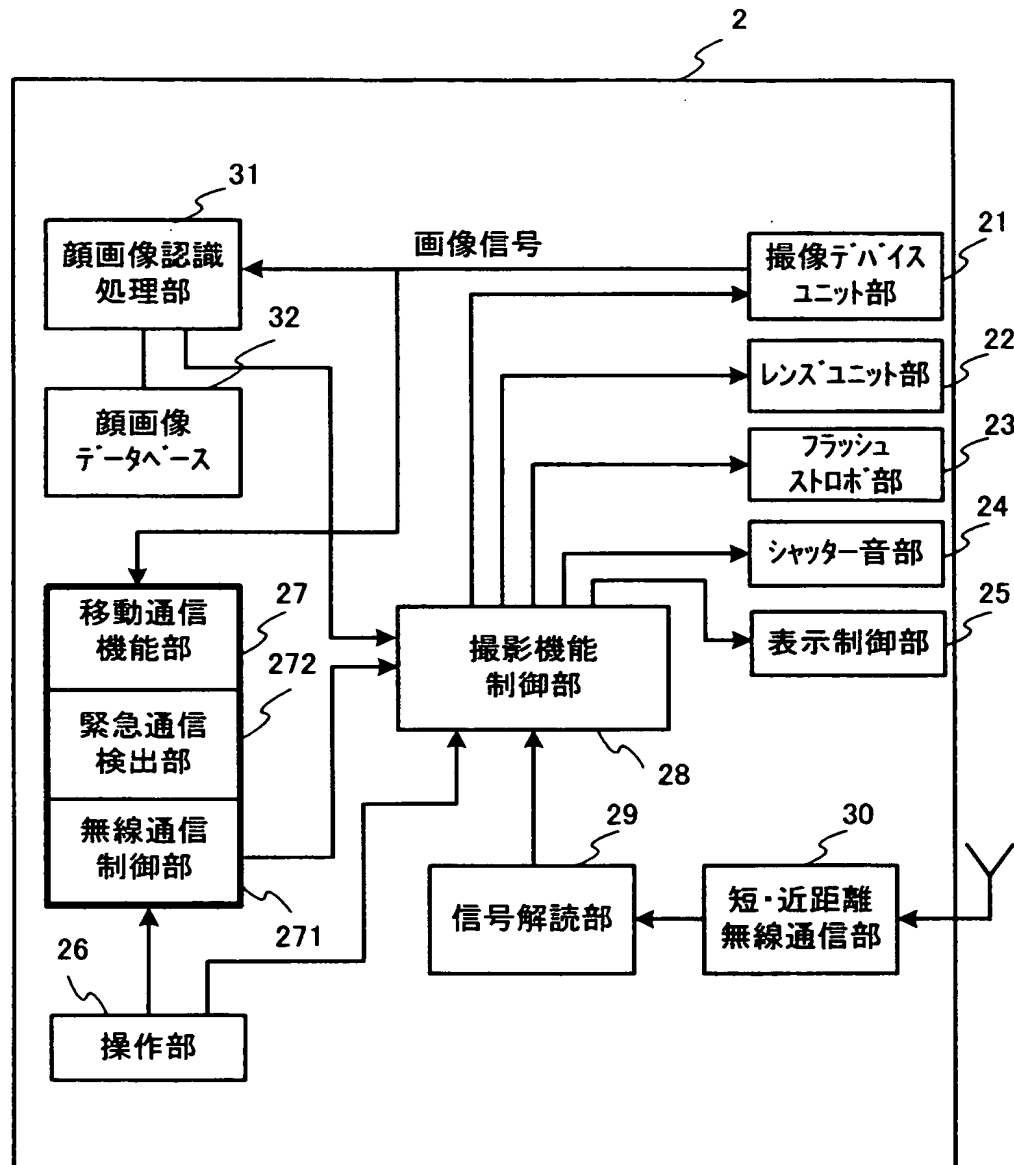 2
31
顔画像認識
処理部
画像信号
21
撮像デバイス
ユニット部
32
顔画像
データベース
22
レンズユニット部
23
フラッシュ
ストロボ部
24
シャッター音部
25
表示制御部
移動通信
機能部
27
272
緊急通信
検出部
撮影機能
制御部
28
無線通信
制御部
271
29
信号解読部
30
短・近距離
無線通信部
26
操作部